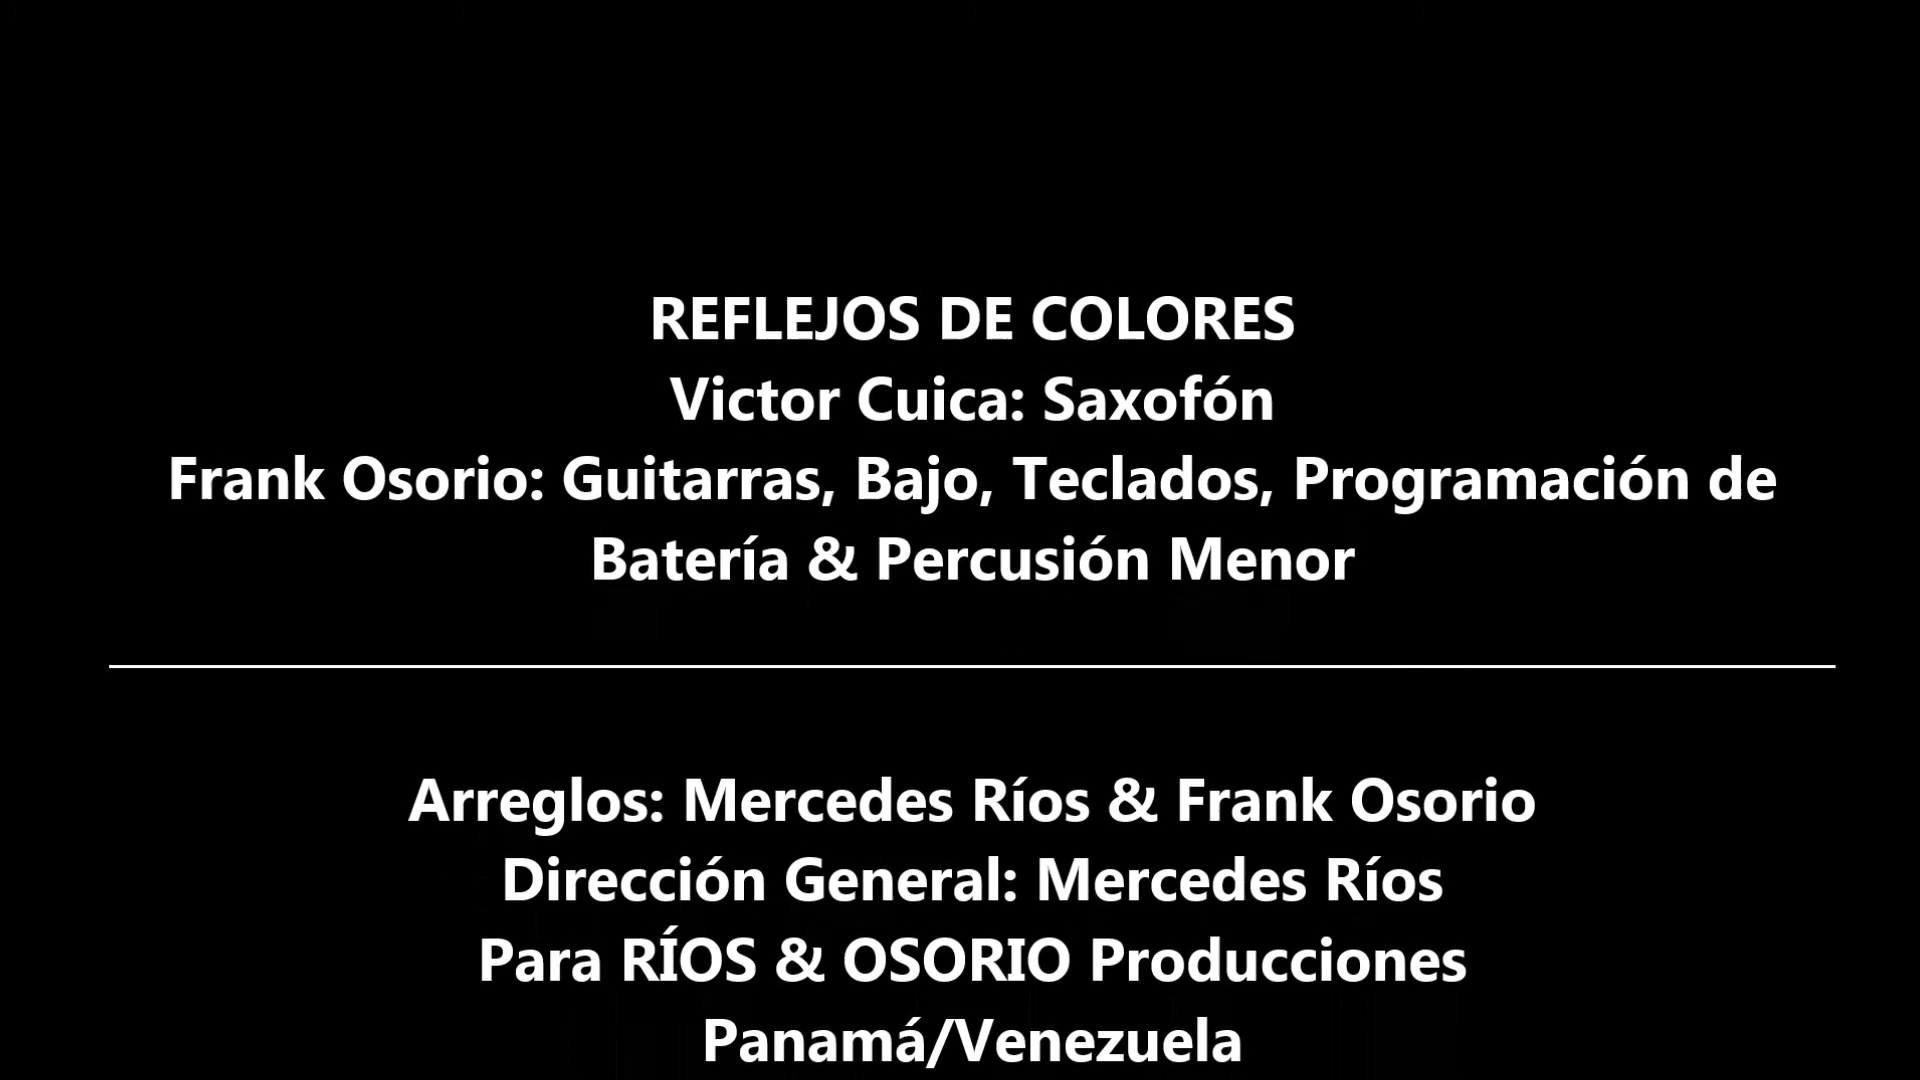 REFLEJOS DE COLORES
Victor Cuica: Saxofón
Frank Osorio: Guitarras, Bajo, Teclados, Programación de
Batería & Percusión Menor
Arreglos: Mercedes Ríos & Frank Osorio
Dirección General: Mercedes Ríos
Para RÍOS & OSORIO Producciones
Panamá/Venezuela